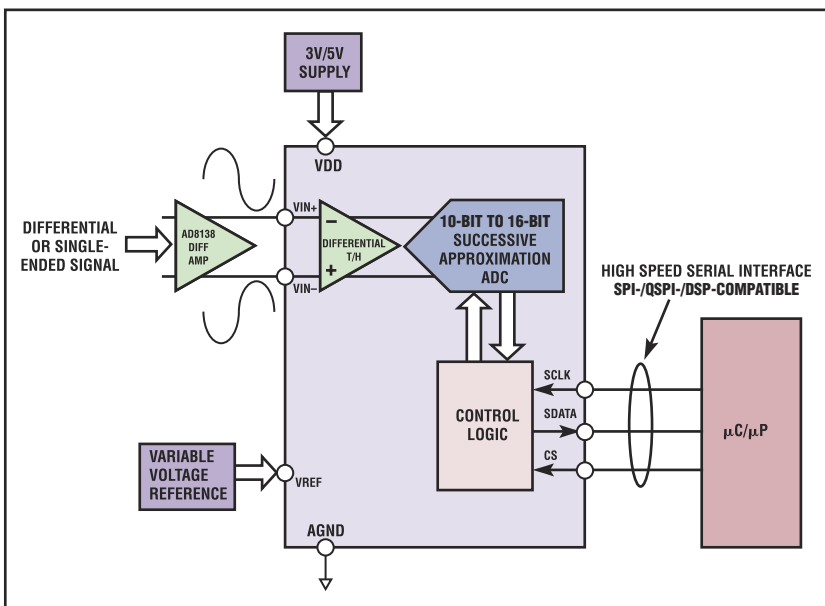 3V/5V
SUPPLY
VDD
DIFFERENTIAL
OR SINGLE-
ENDED SIGNAL
AD8138
DIFF
AMP
VIN+
VIN–
–
DIFFERENTIAL
T/H
+
10-BIT TO 16-BIT
SUCCESSIVE
APPROXIMATION
ADC
HIGH SPEED SERIAL INTERFACE
SPI-/QSPI-/DSP-COMPATIBLE
CONTROL
LOGIC
SCLK
SDATA
CS
µC/µP
VARIABLE
VOLTAGE
REFERENCE
VREF
AGND